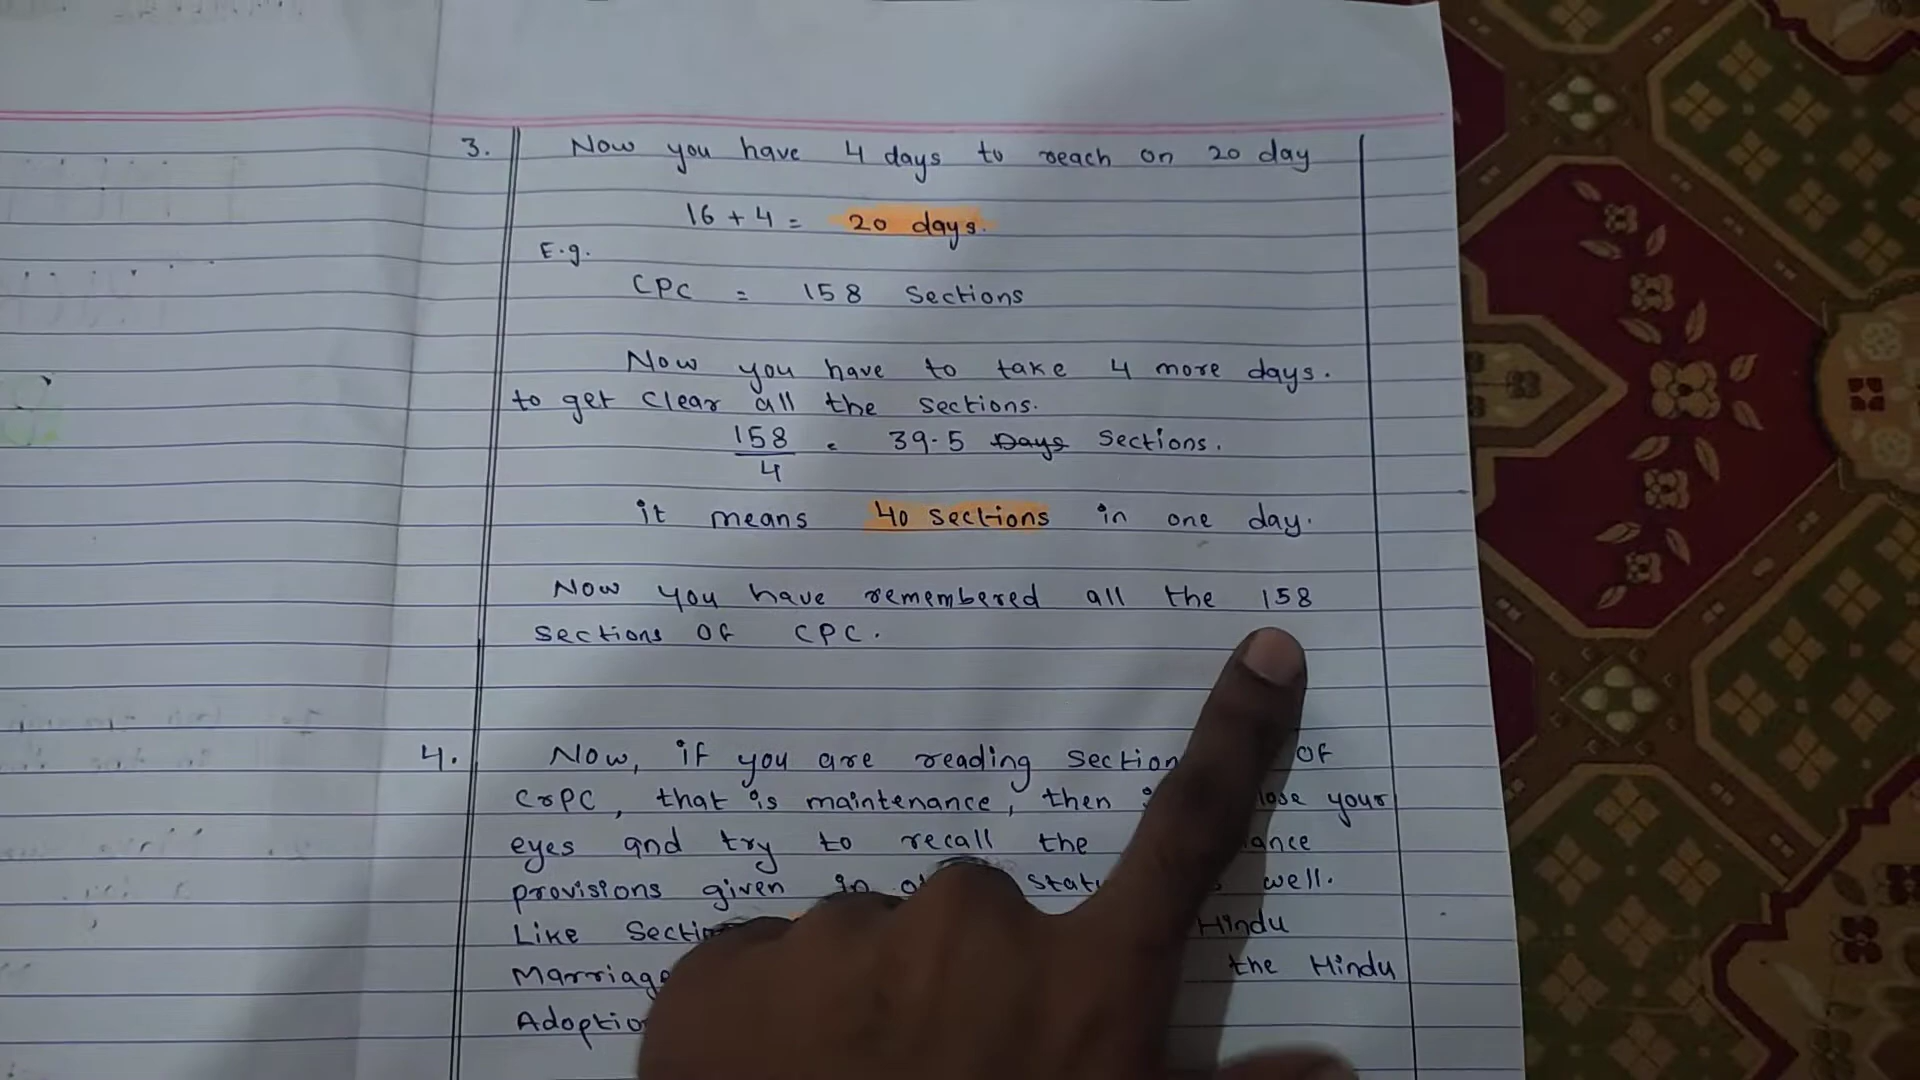 3. Now you have 4 days to reach on 20 day
16 + 4 = 20 days.
E.g.
CPC = 158 Sections
Now you have to take 4 more days.
to get clear all the sections.
158
4
= 39.5 Days Sections.
it means 40 sections in one day.
Now you have remembered all the 158
sections of CPC.
4. Now, if you are reading section of
CrPC, that is maintenance, then your
eyes and try to recall the
provisions given in well.
Like Hindu
the Hindu